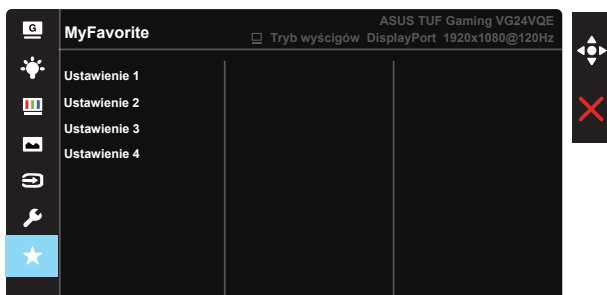 G
MyFavorite
ASUS TUF Gaming VG24VQE
Tryb wyścigów DisplayPort 1920x1080@120Hz
Ustawienie 1
Ustawienie 2
Ustawienie 3
Ustawienie 4